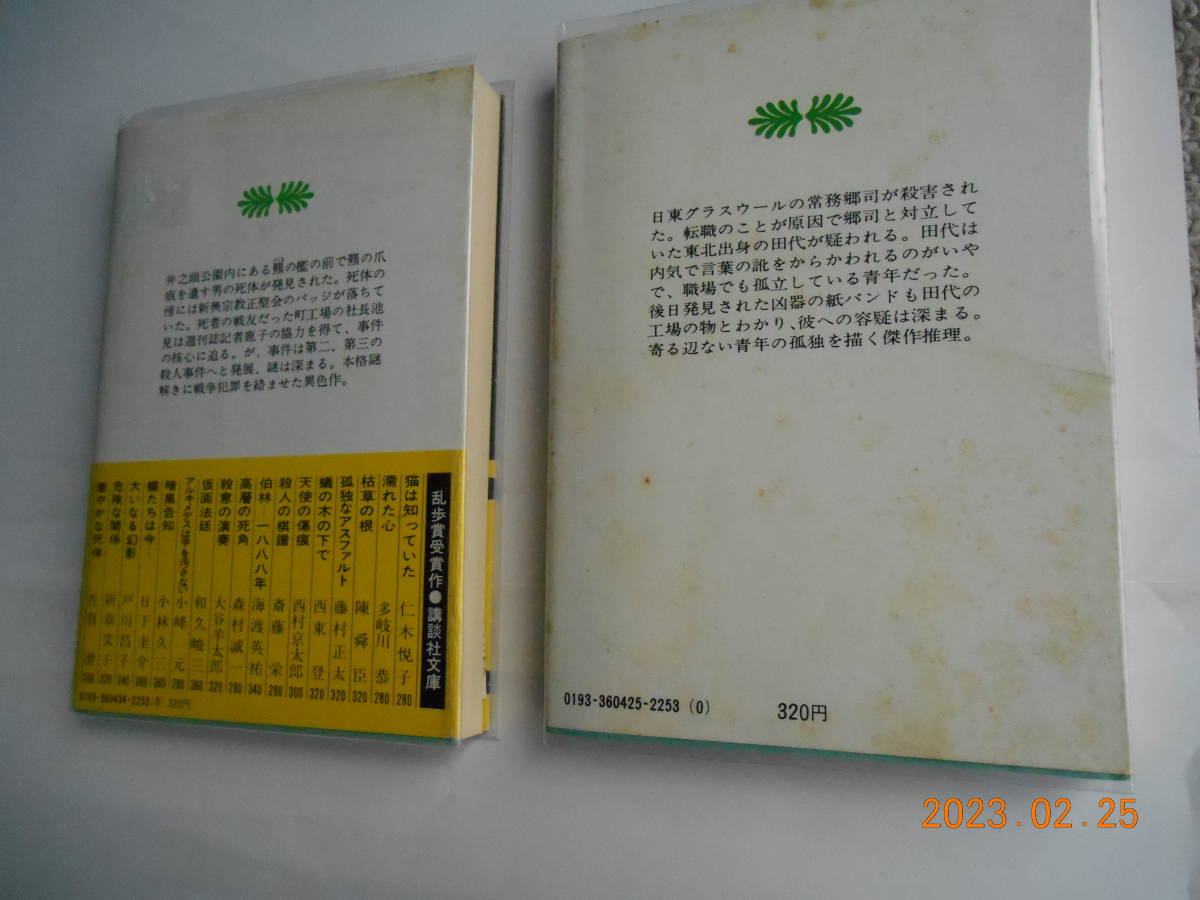 井之頭公園内にある羆の檻の前で羆の爪
痕を遺す男の死体が発見された。死体の
傍には新興宗教正聖会のバッジが落ちて
いた。死者の戦友だった町工場の社長池
見は週刊誌記者鹿子の協力を得て、事件
の核心に迫る。が、事件は第二、第三の
殺人事件へと発展、謎は深まる。本格謎
解きに戦争犯罪を絡ませた異色作。
乱歩賞受賞作●講談社文庫
猫は知っていた 仁木悦子 280
濡れた心 多岐川恭 280
枯草の根 陳舜臣 320
孤独なアスファルト 藤村正太 320
蟻の木の下で 西東登 320
天使の傷痕 西村京太郎 300
殺人の棋譜 斎藤栄 280
伯林―一八八八年 海渡英祐 340
高層の死角 森村誠一 280
殺意の演奏 大谷羊太郎 320
仮面法廷 和久峻三 360
アルキメデスは手を汚さない 小峰元 280
暗黒告知 小林久三 360
蝶たちは今… 日下圭介 380
大いなる幻影 戸川昌子 240
危険な関係 新章文子 320
華やかな死体 佐賀潜
0193-360434-2253 (0) 320円
日東グラスウールの常務郷司が殺害され
た。転職のことが原因で郷司と対立して
いた東北出身の田代が疑われる。田代は
内気で言葉の訛をからかわれるのがいや
で、職場でも孤立している青年だった。
後日発見された凶器の紙バンドも田代の
工場の物とわかり、彼への容疑は深まる。
寄る辺ない青年の孤独を描く傑作推理。
0193-360425-2253 (0) 320円
2023.02.25